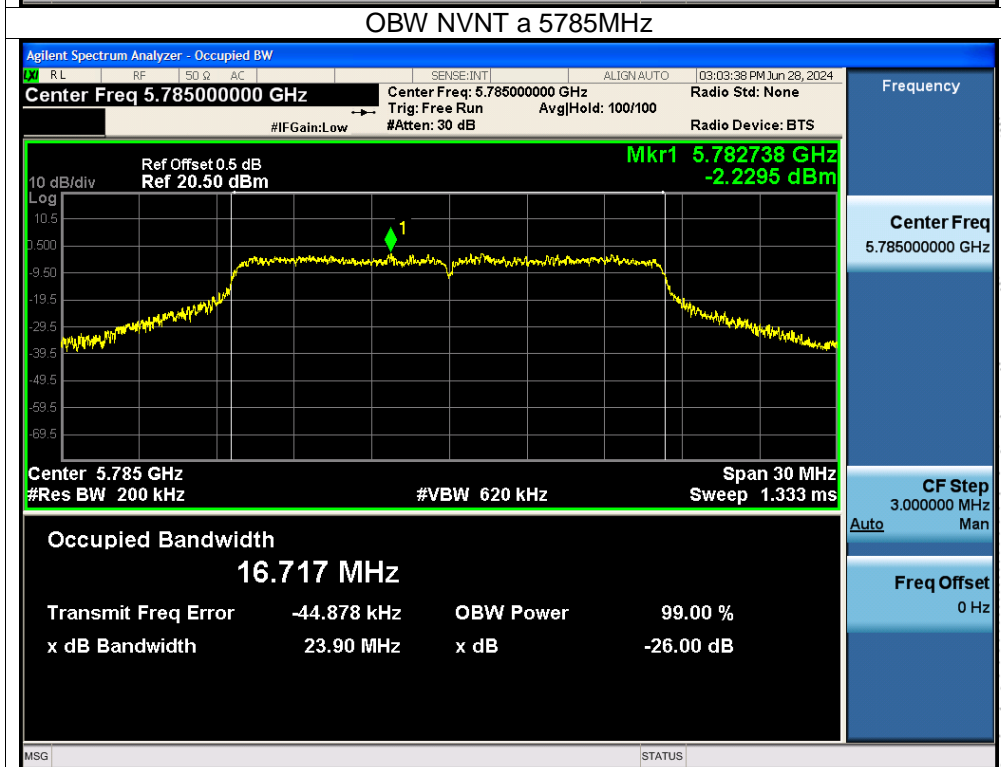 OBW NVNT a 5785MHz
Agilent Spectrum Analyzer - Occupied BW
LXI RL RF 50 Ω AC SENSE:INT ALIGN AUTO 03:03:38 PM Jun 28, 2024
Center Freq 5.785000000 GHz
Center Freq: 5.785000000 GHz
Radio Std: None
Trig: Free Run Avg|Hold: 100/100
#IFGain:Low
#Atten: 30 dB
Radio Device: BTS
Frequency
Mkr1 5.782738 GHz
-2.2295 dBm
Ref Offset 0.5 dB
10 dB/div Ref 20.50 dBm
Log
10.5
0.500
-9.50
-19.5
-29.5
-39.5
-49.5
-59.5
-69.5
1
Center 5.785 GHz
Span 30 MHz
#Res BW 200 kHz
#VBW 620 kHz
Sweep 1.333 ms
Center Freq
5.785000000 GHz
CF Step
3.000000 MHz
Auto Man
Freq Offset
0 Hz
Occupied Bandwidth
16.717 MHz
Transmit Freq Error -44.878 kHz OBW Power 99.00 %
x dB Bandwidth 23.90 MHz x dB -26.00 dB
MSG STATUS